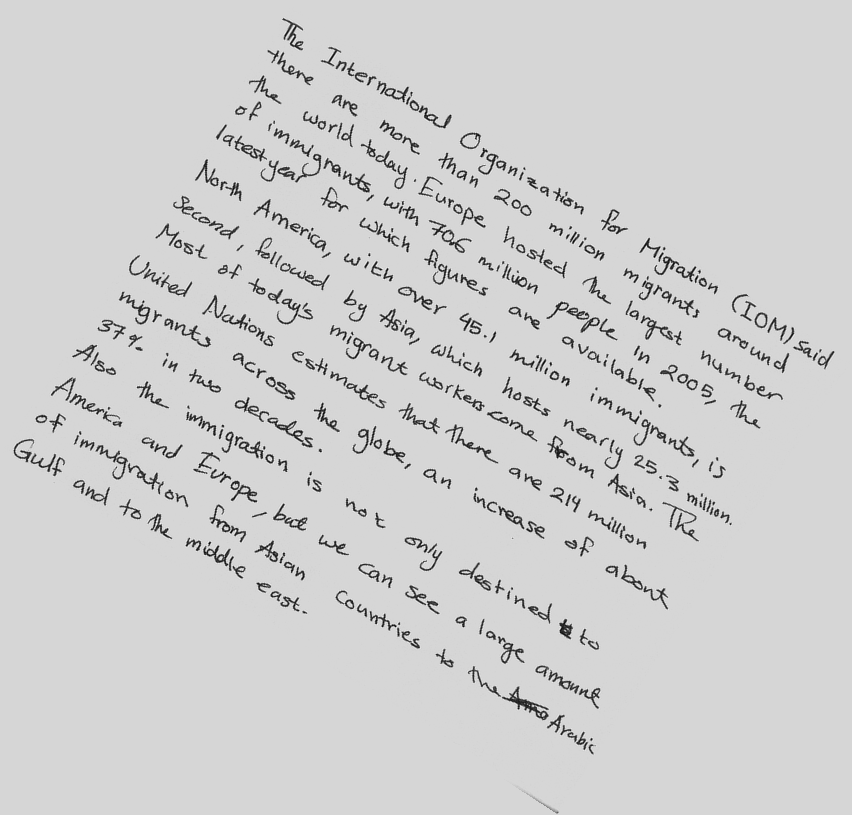 The International Organization for Migration (IOM) said
there are more than 200 million migrants around
the world today. Europe hosted the largest number
of immigrants, with 70.6 million people in 2005, the
latest year for which figures are available.
North America, with over 45.1 million immigrants, is
second, followed by Asia, which hosts nearly 25.3 million.
Most of today's migrant workers come from Asia. The
United Nations estimates that there are 214 million
migrants across the globe, an increase of about
37% in two decades.
Also the immigration is not only destined to
America and Europe, but we can see a large amount
of immigration from Asian Countries to the Arabic
Gulf and to the middle east.